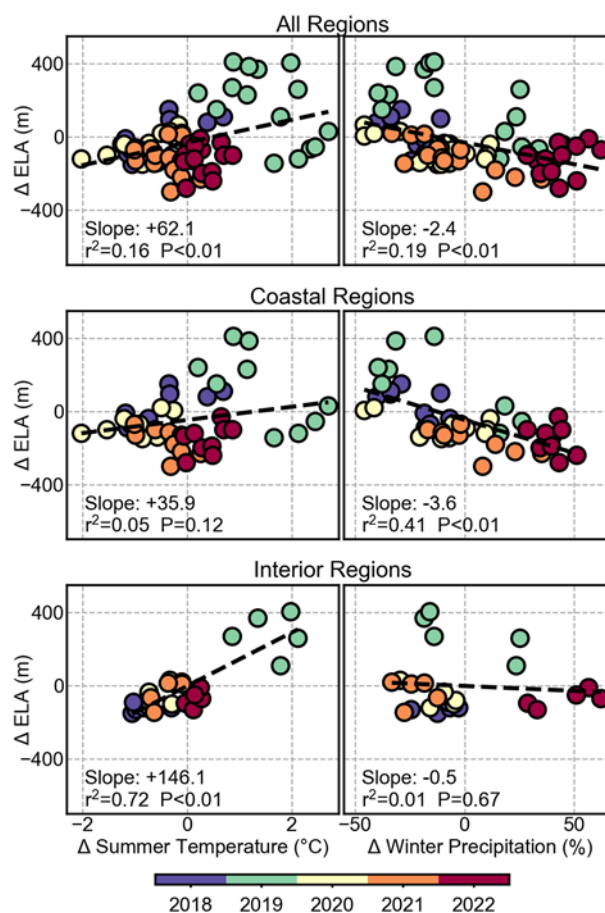 All Regions
Δ ELA (m)
400
0
−400
Slope: +62.1
r²=0.16 P<0.01
Slope: -2.4
r²=0.19 P<0.01
Coastal Regions
Δ ELA (m)
400
0
−400
Slope: +35.9
r²=0.05 P=0.12
Slope: -3.6
r²=0.41 P<0.01
Interior Regions
Δ ELA (m)
400
0
−400
Slope: +146.1
r²=0.72 P<0.01
Slope: -0.5
r²=0.01 P=0.67
−2 0 2
−50 0 50
Δ Summer Temperature (°C)
Δ Winter Precipitation (%)
2018 2019 2020 2021 2022